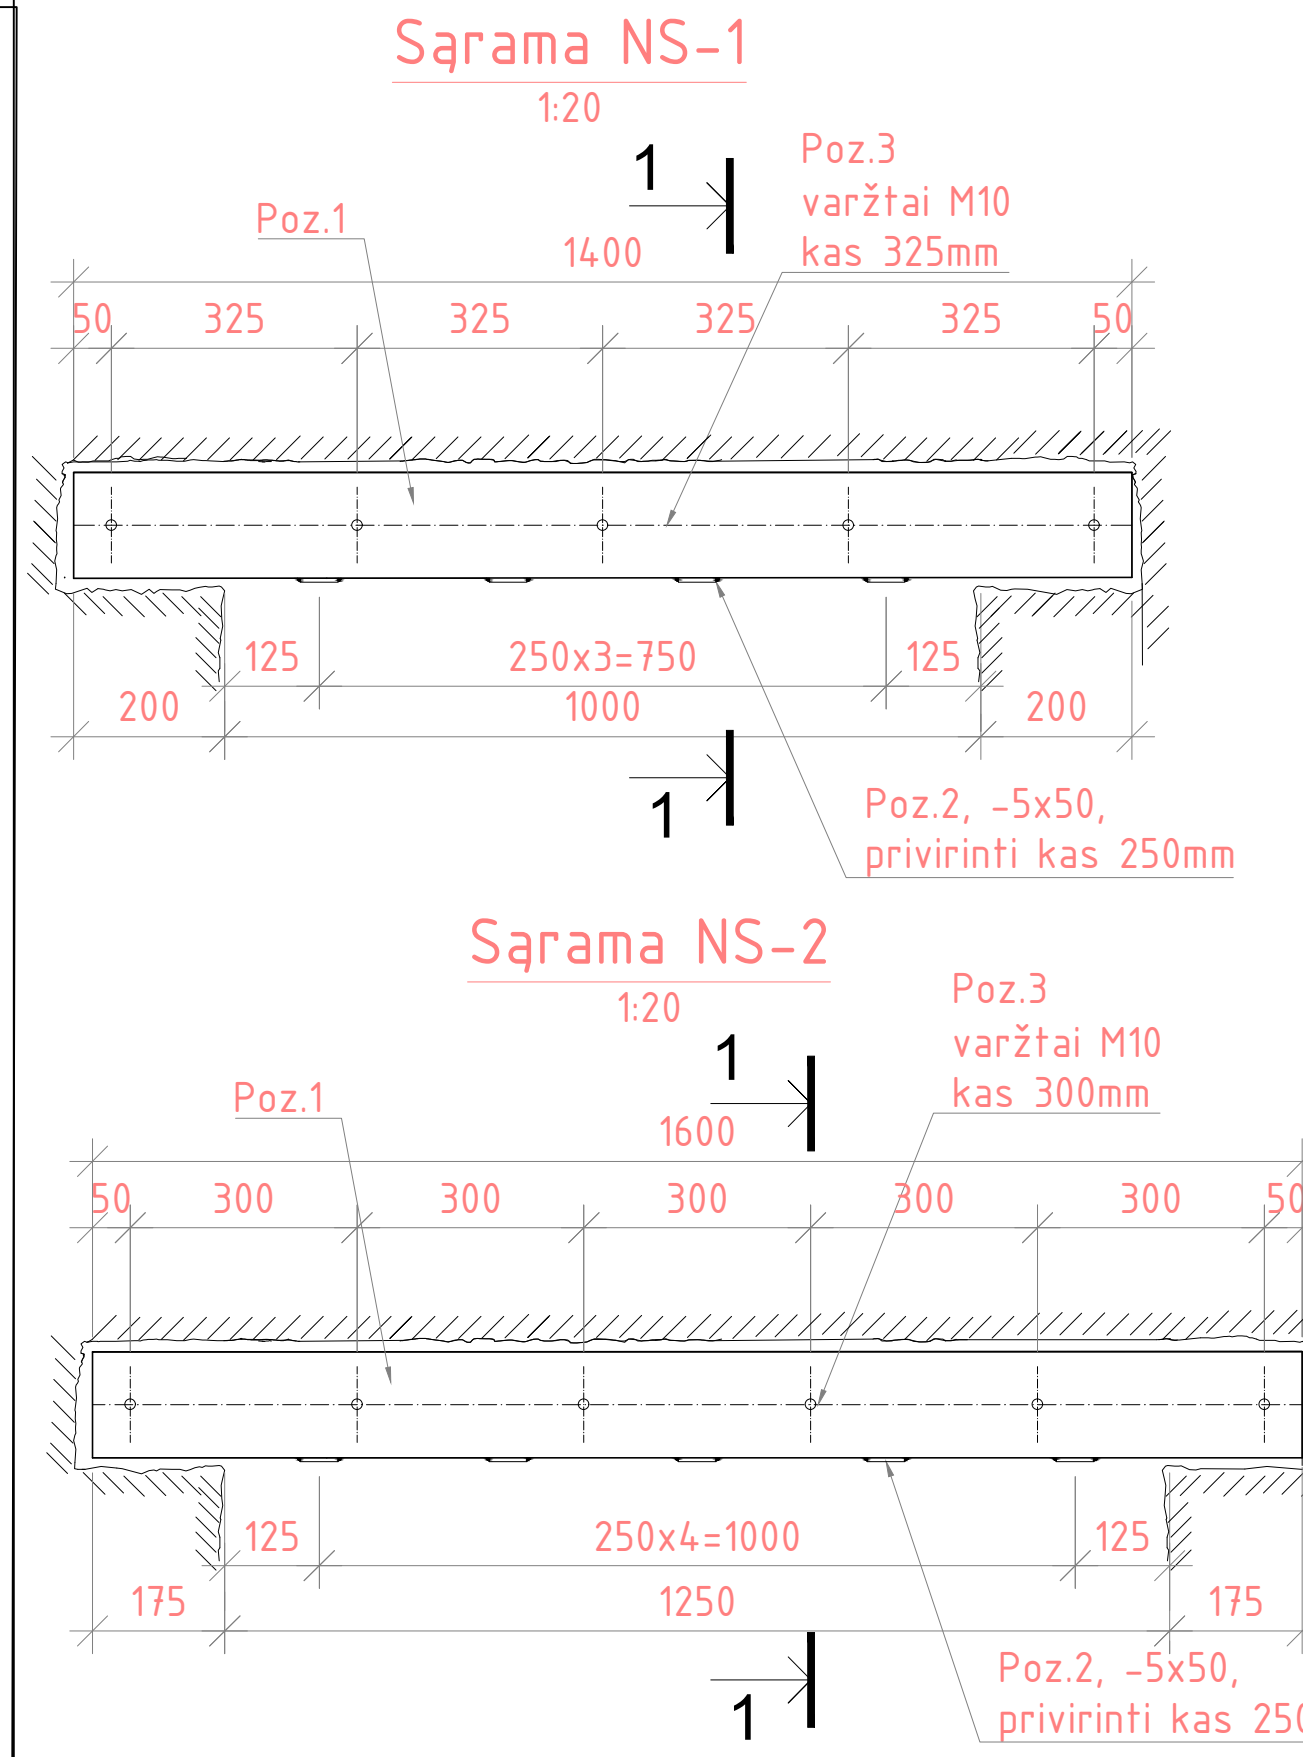 Sąrama NS-1
1:20
1
Poz.3
varžtai M10
kas 325mm
Poz.1
1400
50 325 325 325 325 50
125 250x3=750 125
200 1000 200
1
Poz.2, -5x50,
privirinti kas 250mm
Sąrama NS-2
1:20
1
Poz.3
varžtai M10
kas 300mm
Poz.1
1600
50 300 300 300 300 300 50
125 250x4=1000 125
175 1250 175
1
Poz.2, -5x50,
privirinti kas